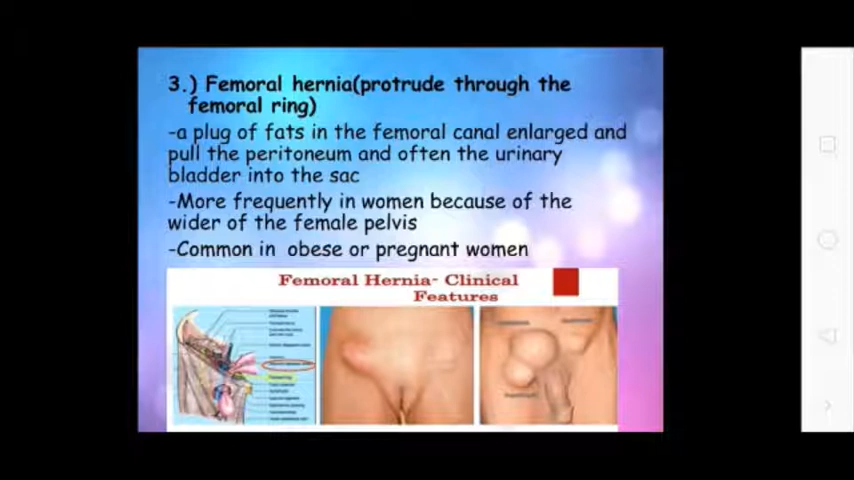 3.) Femoral hernia(protrude through the
femoral ring)
-a plug of fats in the femoral canal enlarged and
pull the peritoneum and often the urinary
bladder into the sac
-More frequently in women because of the
wider of the female pelvis
-Common in obese or pregnant women
Femoral Hernia- Clinical
Features